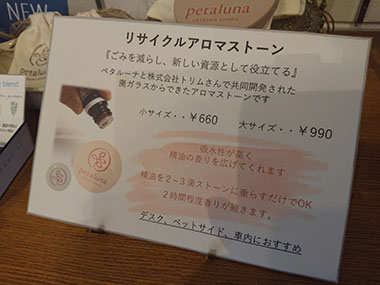 NEW
petaluna
okinawa aroma
blend
petaluna
リサイクルアロマストーン
『ごみを減らし、新しい資源として役立てる』
ペタルーナと株式会社トリムさんで共同開発された
廃ガラスからできたアロマストーンです
小サイズ・・￥660
大サイズ・・￥990
吸水性が高く
精油の香りを広げてくれます
精油を2~3滴ストーンに垂らすだけでOK
2時間程度香りが続きます。
デスク、ベットサイド、車内におすすめ
petaluna